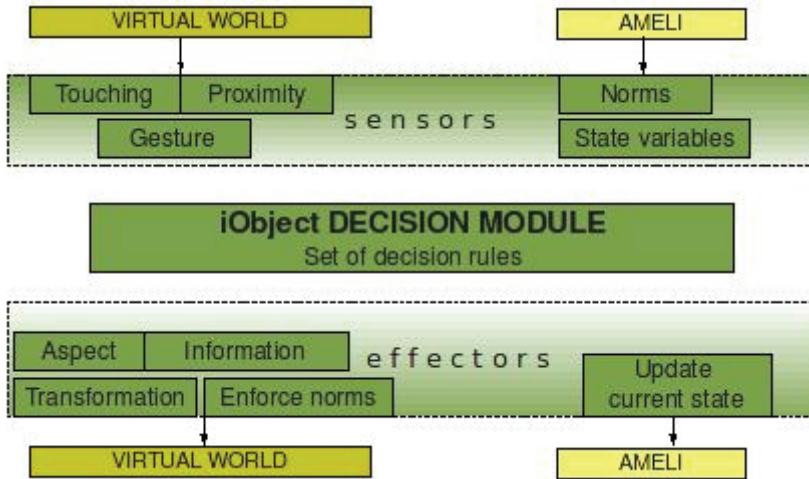 VIRTUAL WORLD
AMELI
Touching
Proximity
Norms
sensors
Gesture
State variables
iObject DECISION MODULE
Set of decision rules
Aspect
Information
effectors
Update
current state
Transformation
Enforce norms
VIRTUAL WORLD
AMELI